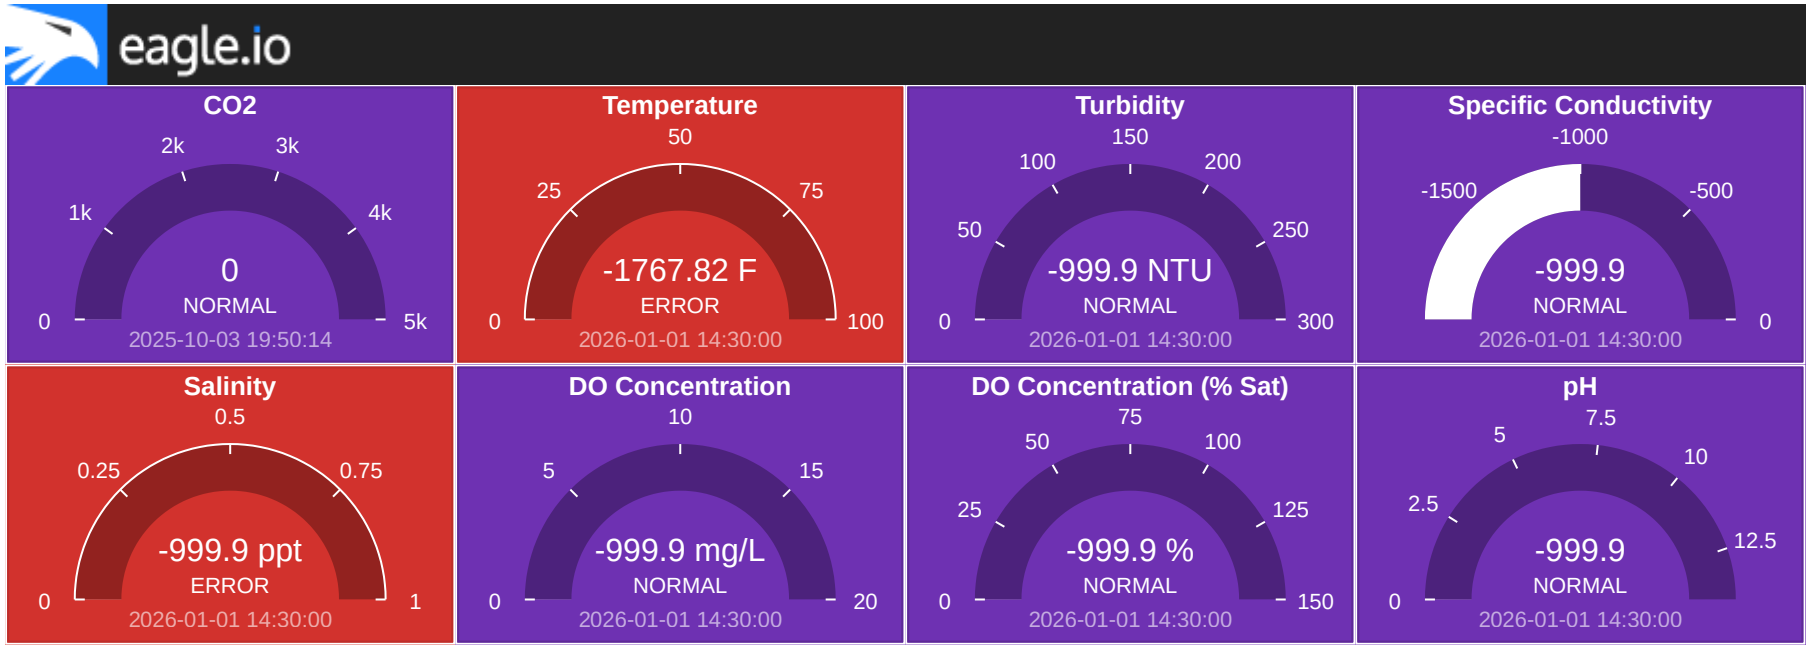 eagle.io
CO2
0
1k
2k
3k
4k
5k
0
NORMAL
2025-10-03 19:50:14
Temperature
0
25
50
75
100
-1767.82 F
ERROR
2026-01-01 14:30:00
Turbidity
0
50
100
150
200
250
300
-999.9 NTU
NORMAL
2026-01-01 14:30:00
Specific Conductivity
-1500
-1000
-500
0
-999.9
NORMAL
2026-01-01 14:30:00
Salinity
0
0.25
0.5
0.75
1
-999.9 ppt
ERROR
2026-01-01 14:30:00
DO Concentration
0
5
10
15
20
-999.9 mg/L
NORMAL
2026-01-01 14:30:00
DO Concentration (% Sat)
0
25
50
75
100
125
150
-999.9 %
NORMAL
2026-01-01 14:30:00
pH
0
2.5
5
7.5
10
12.5
-999.9
NORMAL
2026-01-01 14:30:00